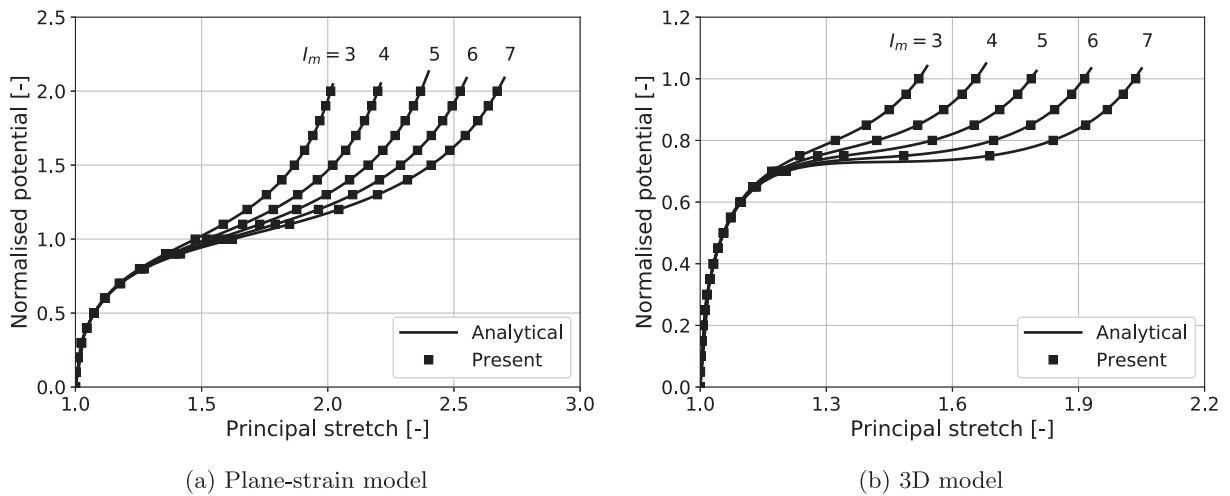 2.5
2.0
1.5
1.0
0.5
0.0
Normalised potential [-]
I_m = 3 4 5 6 7
Analytical
Present
1.0 1.5 2.0 2.5 3.0
Principal stretch [-]
(a) Plane-strain model
1.2
1.0
0.8
0.6
0.4
0.2
0.0
Normalised potential [-]
I_m = 3 4 5 6 7
Analytical
Present
1.0 1.3 1.6 1.9 2.2
Principal stretch [-]
(b) 3D model